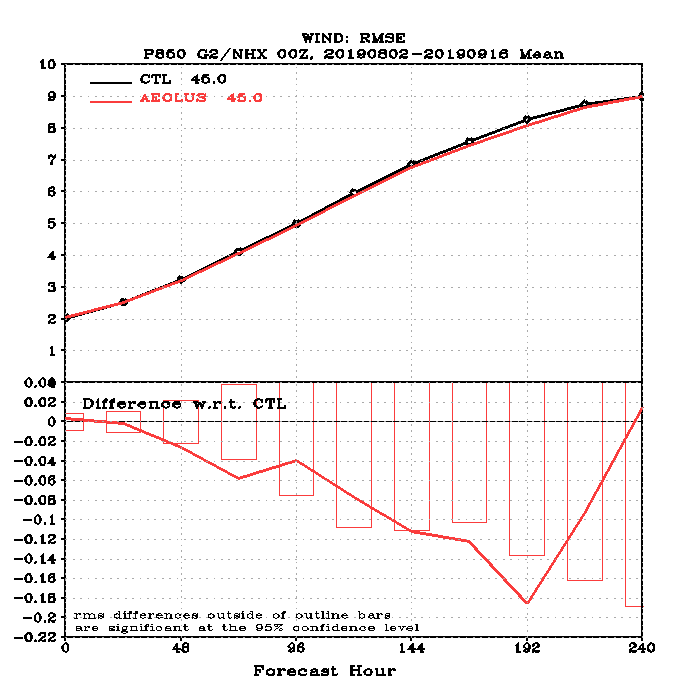 WIND: RMSE
P850 G2/NHX 00Z, 20190802-20190916 Mean
CTL 46.0
AEOLUS 46.0
10
9
8
7
6
5
4
3
2
1
Difference w.r.t. CTL
0.02
0
-0.02
-0.04
-0.06
-0.08
-0.1
-0.12
-0.14
-0.16
-0.18
-0.2
-0.22
rms differences outside of outline bars
are significant at the 95% confidence level
0 48 96 144 192 240
Forecast Hour